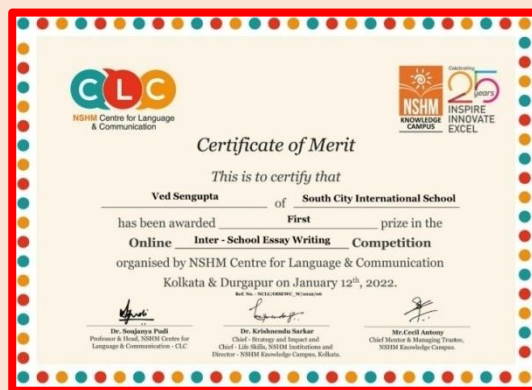 CLC
NSHM Centre for Language
& Communication
NSHM
KNOWLEDGE
CAMPUS
Celebrating
25
years
INSPIRE
INNOVATE
EXCEL
Certificate of Merit
This is to certify that
Ved Sengupta of South City International School
has been awarded First prize in the
Online Inter - School Essay Writing Competition
organised by NSHM Centre for Language & Communication
Kolkata & Durgapur on January 12th, 2022.
Ref. No. -
Dr. Soujanya Pudi
Professor & Head, NSHM Centre for
Language & Communication - CLC
Dr. Krishnendu Sarkar
Chief - Strategy and Impact and
Chief - Life Skills, NSHM Institutions and
Director - NSHM Knowledge Campus, Kolkata.
Mr.Cecil Antony
Chief Mentor & Managing Trustee,
NSHM Knowledge Campus.